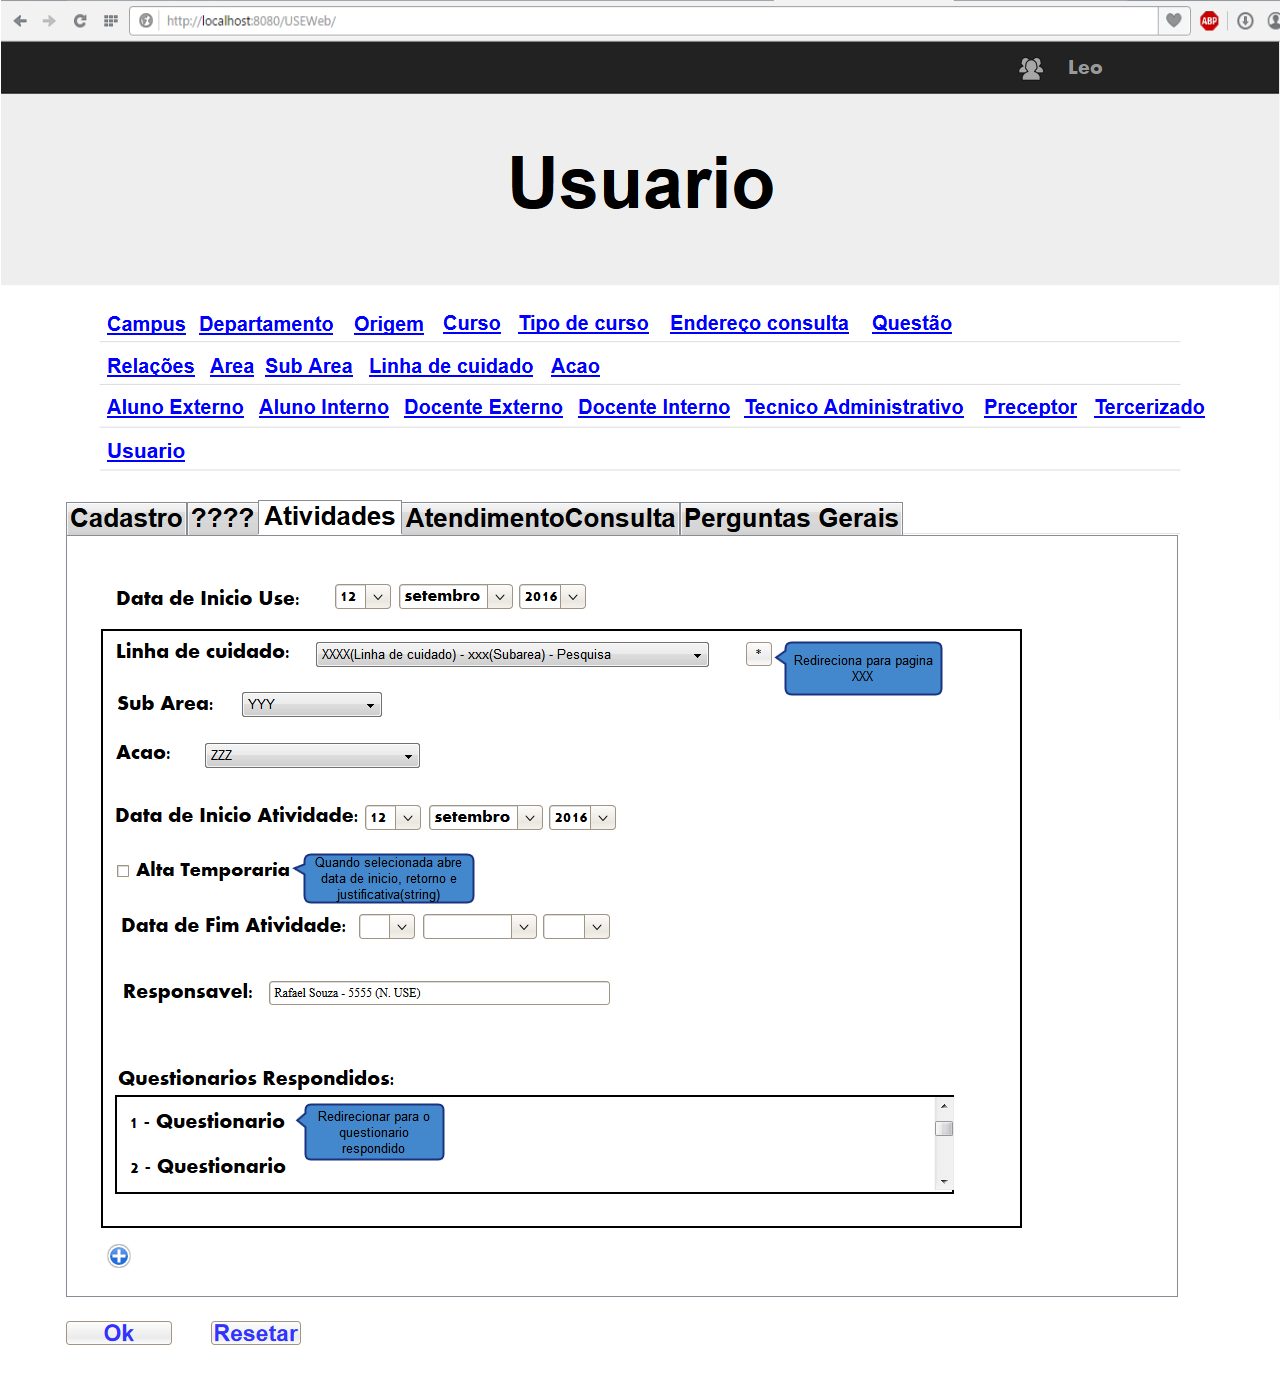 http://localhost:8080/USEWeb/
ABP
Leo
Usuario
Campus Departamento Origem Curso Tipo de curso Endereço consulta Questão
Relações Area Sub Area Linha de cuidado Acao
Aluno Externo Aluno Interno Docente Externo Docente Interno Tecnico Administrativo Preceptor Tercerizado
Usuario
Cadastro ???? Atividades AtendimentoConsulta Perguntas Gerais
Data de Inicio Use: 12 setembro 2016
Linha de cuidado: XXXX(Linha de cuidado) - xxx(Subarea) - Pesquisa *
Redireciona para pagina
XXX
Sub Area: YYY
Acao: ZZZ
Data de Inicio Atividade: 12 setembro 2016
Alta Temporaria
Quando selecionada abre
data de inicio, retorno e
justificativa(string)
Data de Fim Atividade:
Responsavel: Rafael Souza - 5555 (N. USE)
Questionarios Respondidos:
1 - Questionario
Redirecionar para o
questionario
respondido
2 - Questionario
Ok Resetar